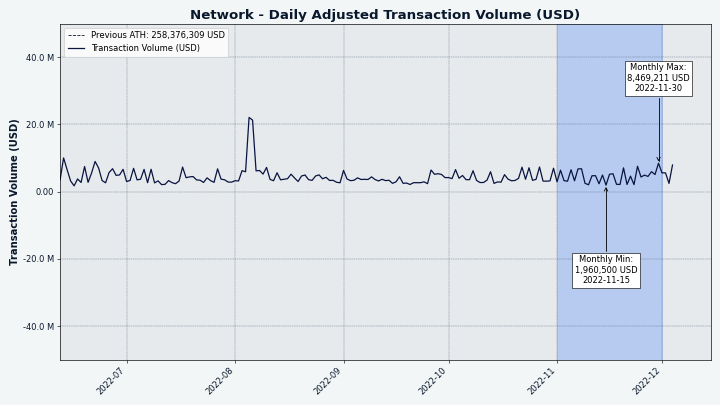 Network - Daily Adjusted Transaction Volume (USD)
Previous ATH: 258,376,309 USD
Transaction Volume (USD)
Transaction Volume (USD)
40.0 M
20.0 M
0.00
-20.0 M
-40.0 M
Monthly Max:
8,469,211 USD
2022-11-30
Monthly Min:
1,960,500 USD
2022-11-15
2022-07
2022-08
2022-09
2022-10
2022-11
2022-12